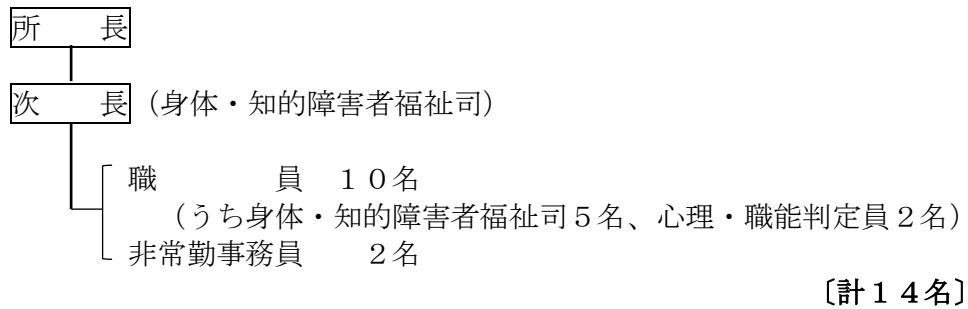 所　　長
次　　長（身体・知的障害者福祉司）
職　　　　員　１０名
（うち身体・知的障害者福祉司５名、心理・職能判定員２名）
非常勤事務員　　２名
〔計１４名〕